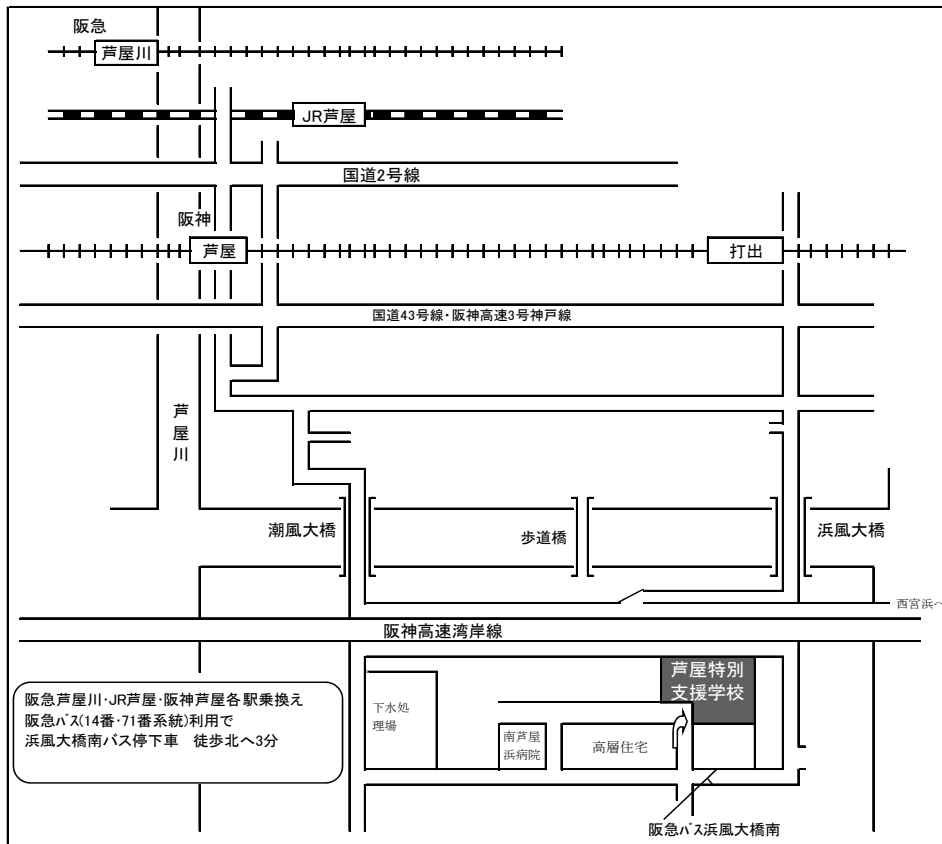 阪急
芦屋川
JR芦屋
国道2号線
阪神
芦屋
打出
国道43号線・阪神高速3号神戸線
芦屋川
潮風大橋
歩道橋
浜風大橋
西宮浜へ
阪神高速湾岸線
芦屋特別
支援学校
阪急芦屋川・JR芦屋・阪神芦屋各駅乗換え
阪急バス(14番・71番系統)利用で
浜風大橋南バス停下車　徒歩北へ3分
下水処
理場
南芦屋
浜病院
高層住宅
阪急バス浜風大橋南